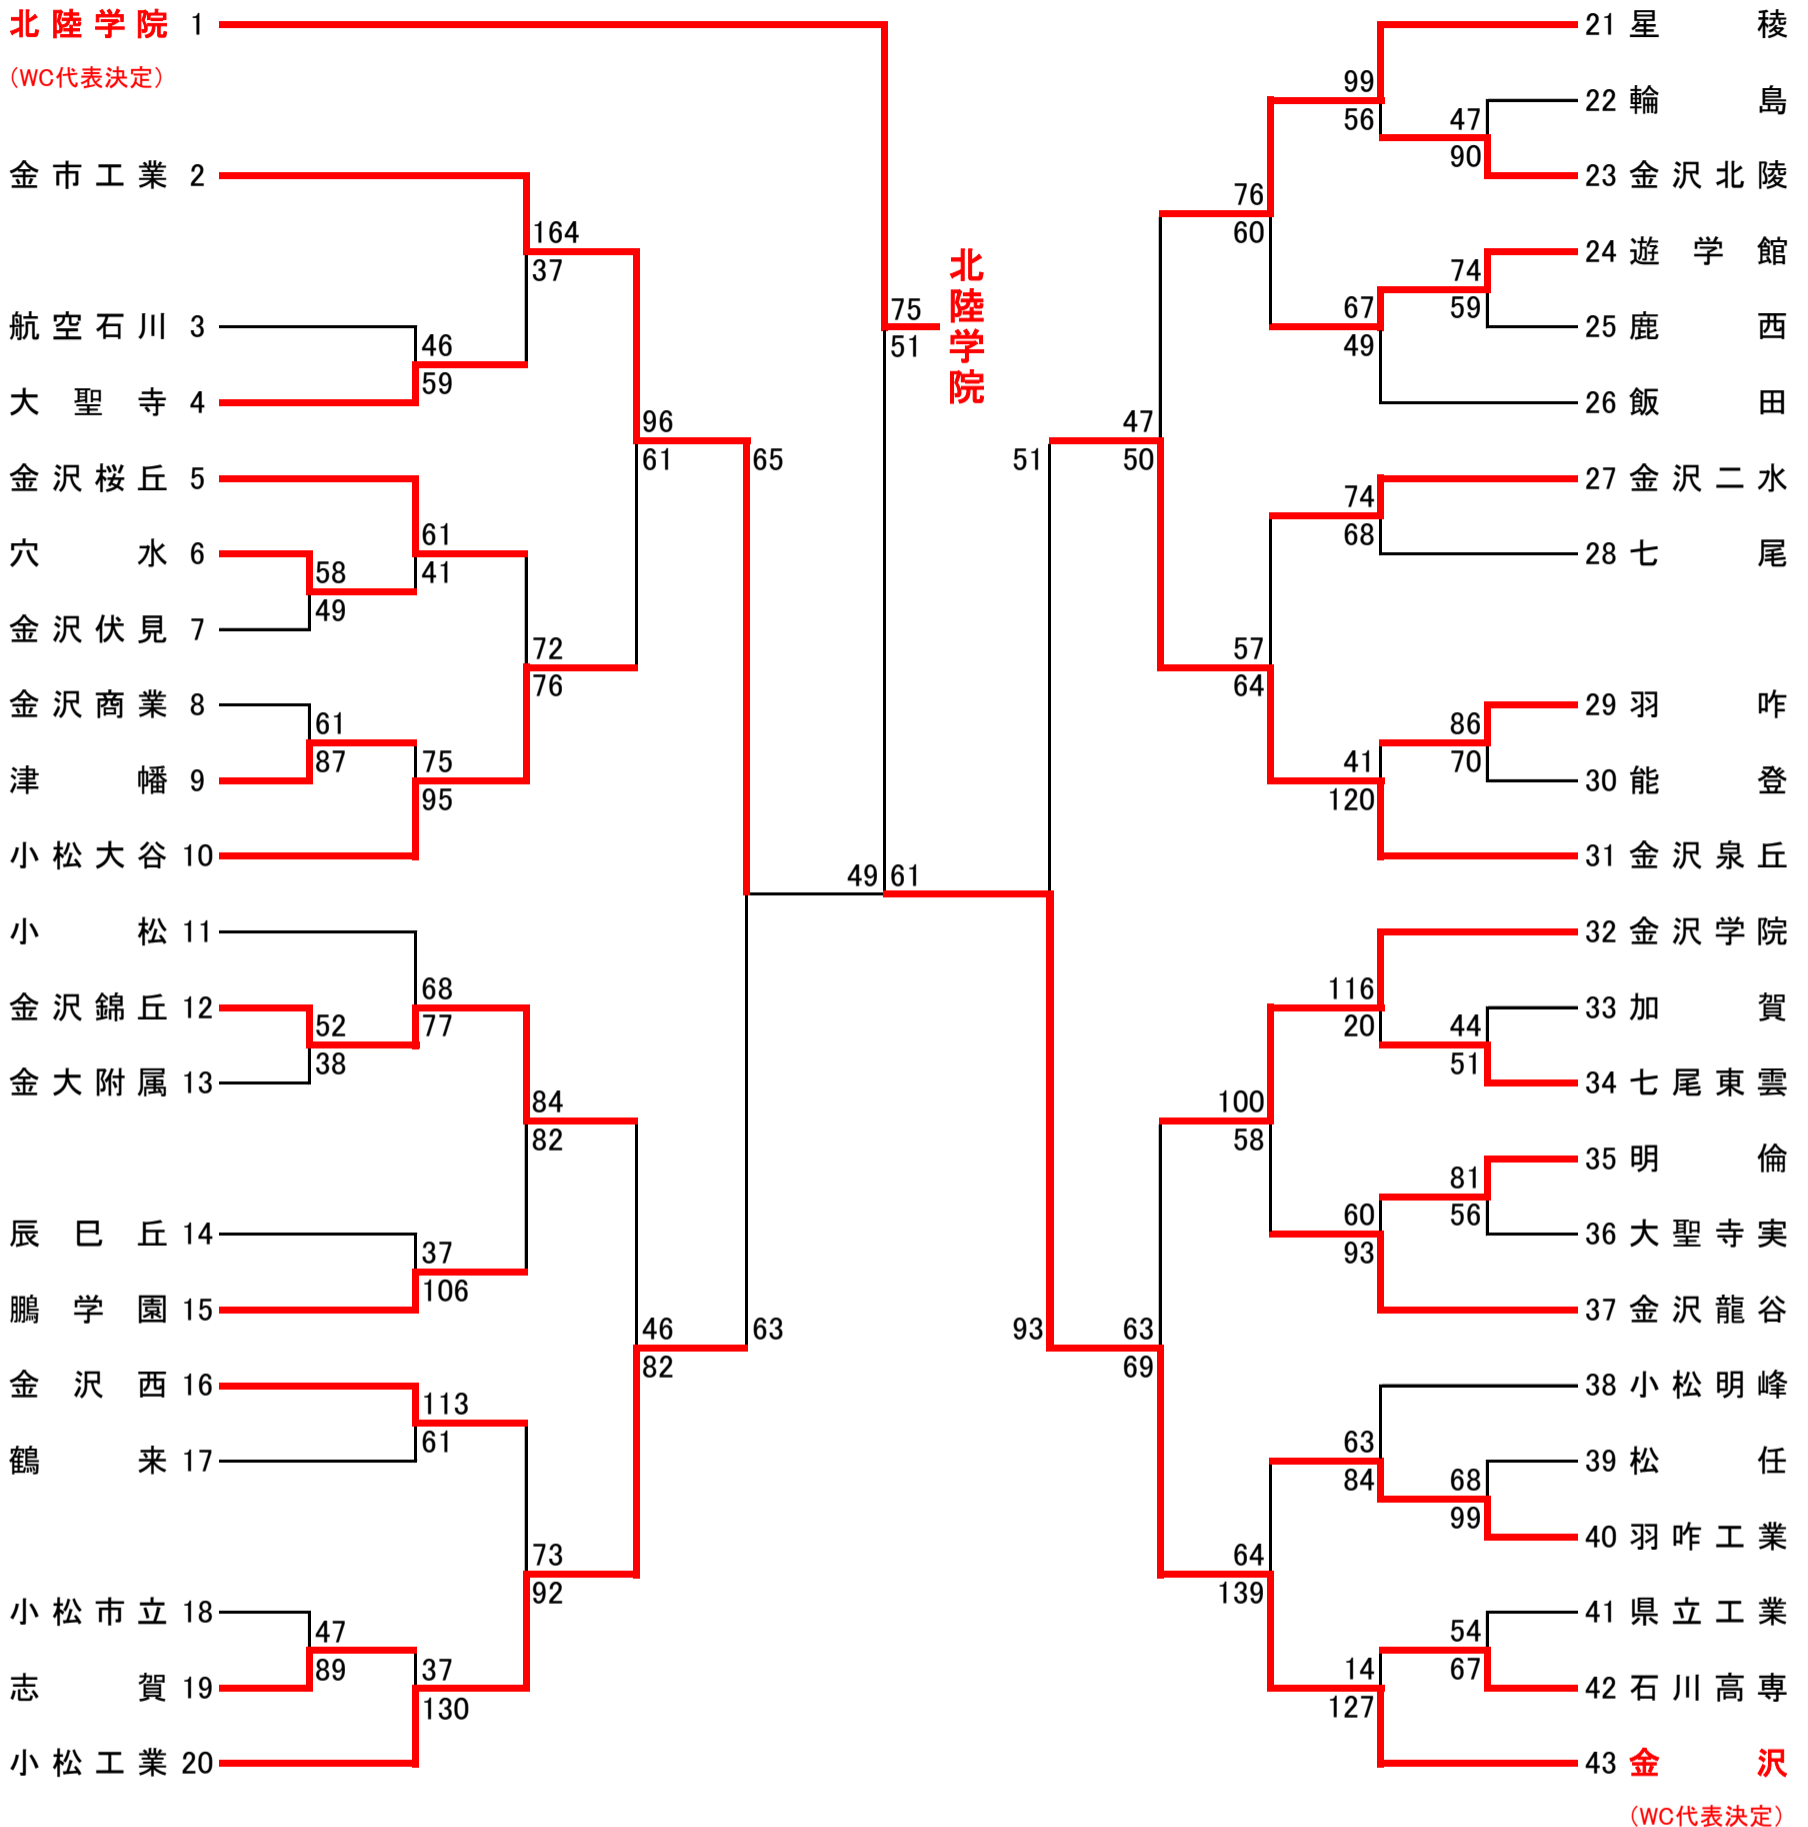 北陸学院 1
(WC代表決定)
金市工業 2
164
37
航空石川 3
46
59
大聖寺 4
96
61
金沢桜丘 5
61
41
穴水 6
58
49
金沢伏見 7
72
76
金沢商業 8
61
87
津幡 9
75
95
小松大谷 10
65
小松 11
68
77
金沢錦丘 12
52
38
金大附属 13
84
82
辰巳丘 14
37
106
鵬学園 15
46
82
63
金沢西 16
113
61
鶴来 17
73
92
小松市立 18
47
89
志賀 19
37
130
小松工業 20
北陸学院
75
51
49 61
21 星稜
99
56
22 輪島
47
90
23 金沢北陵
76
60
24 遊学館
74
59
25 鹿西
67
49
26 飯田
47
50
51
27 金沢二水
74
68
28 七尾
57
64
29 羽咋
86
70
30 能登
41
120
31 金沢泉丘
32 金沢学院
116
20
33 加賀
44
51
34 七尾東雲
100
58
35 明倫
81
56
36 大聖寺実
60
93
37 金沢龍谷
93
63
69
38 小松明峰
63
84
39 松任
68
99
40 羽咋工業
64
139
41 県立工業
54
67
42 石川高専
14
127
43 金沢
(WC代表決定)